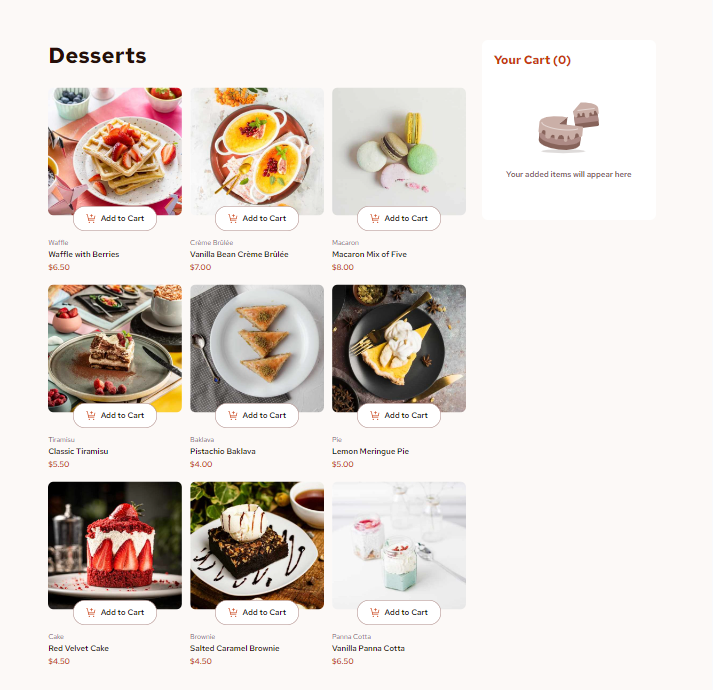 Desserts
Your Cart (0)
Your added items will appear here
Add to Cart
Add to Cart
Add to Cart
Waffle
Waffle with Berries
$6.50
Crème Brûlée
Vanilla Bean Crème Brûlée
$7.00
Macaron
Macaron Mix of Five
$8.00
Add to Cart
Add to Cart
Add to Cart
Tiramisu
Classic Tiramisu
$5.50
Baklava
Pistachio Baklava
$4.00
Pie
Lemon Meringue Pie
$5.00
Add to Cart
Add to Cart
Add to Cart
Cake
Red Velvet Cake
$4.50
Brownie
Salted Caramel Brownie
$4.50
Panna Cotta
Vanilla Panna Cotta
$6.50